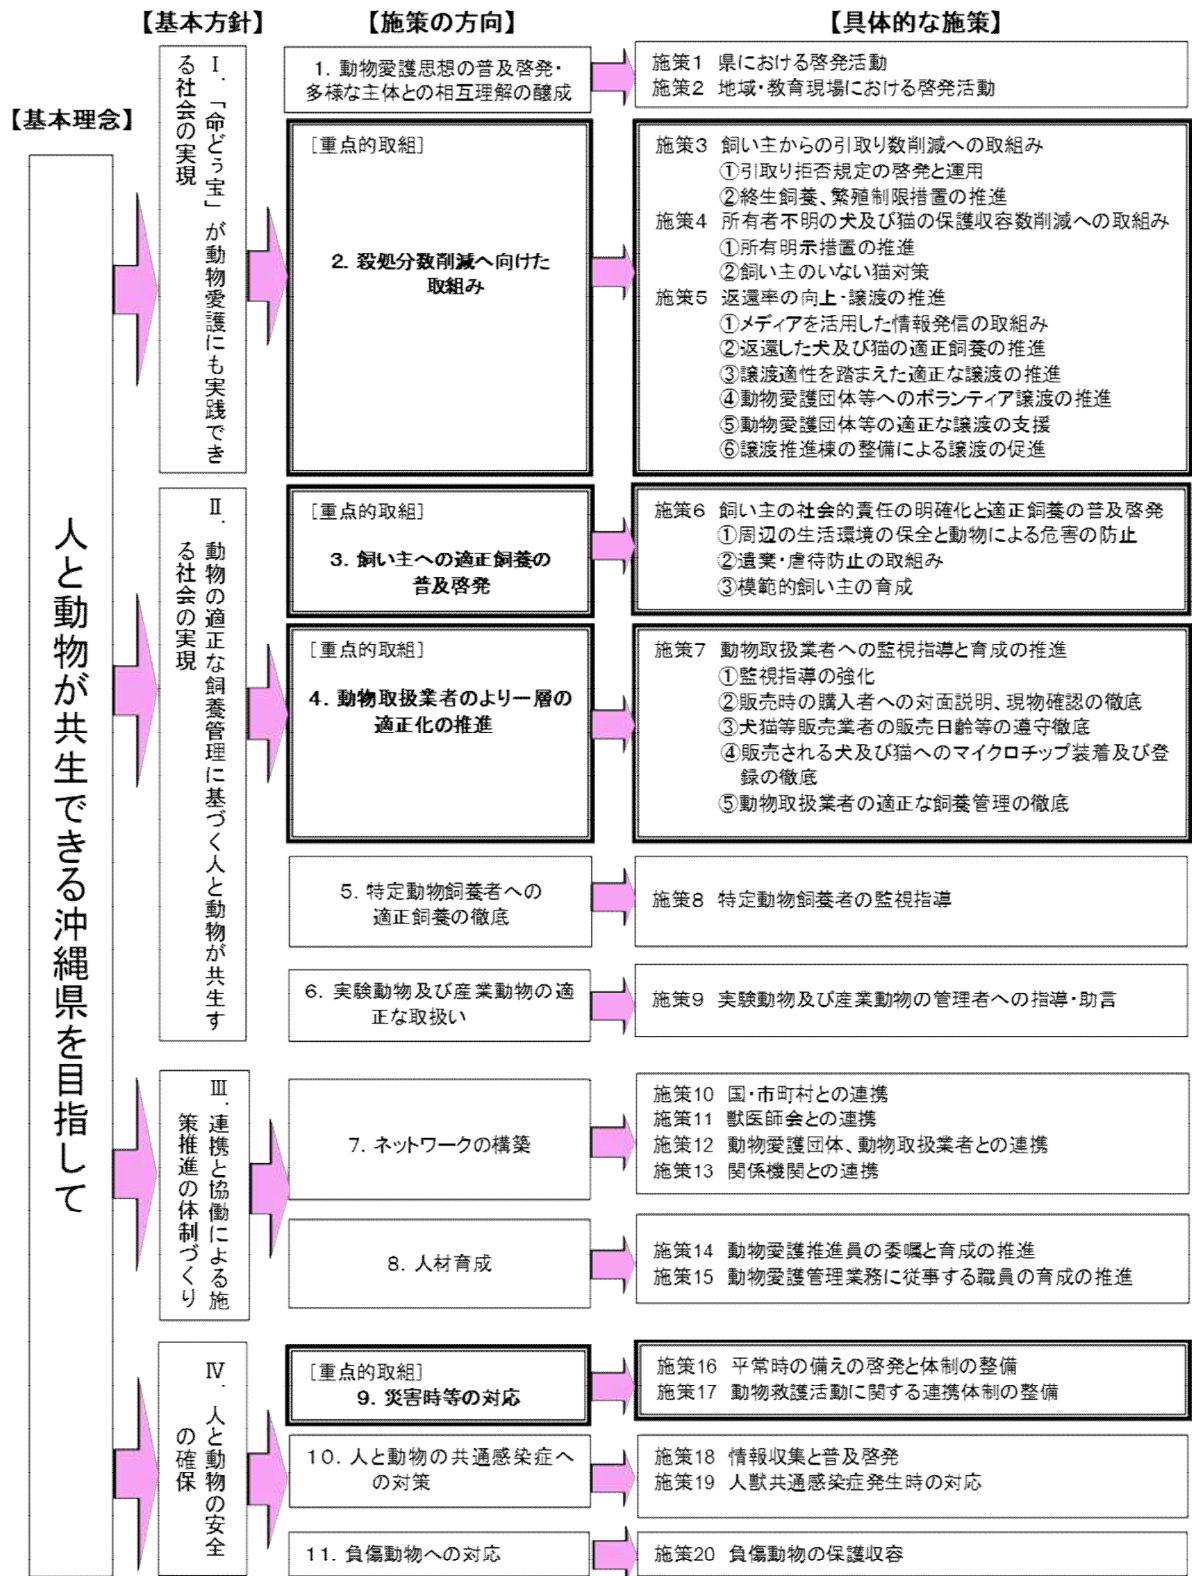 【基本方針】
【施策の方向】
【具体的な施策】
【基本理念】
人と動物が共生できる沖縄県を目指して
Ⅰ．「命どぅ宝」が動物愛護にも実践でき
る社会の実現
1．動物愛護思想の普及啓発・
多様な主体との相互理解の醸成
施策1 県における啓発活動
施策2 地域・教育現場における啓発活動
［重点的取組］
2．殺処分数削減へ向けた
取組み
施策3 飼い主からの引取り数削減への取組み
①引取り拒否規定の啓発と運用
②終生飼養、繁殖制限措置の推進
施策4 所有者不明の犬及び猫の保護収容数削減への取組み
①所有明示措置の推進
②飼い主のいない猫対策
施策5 返還率の向上・譲渡の推進
①メディアを活用した情報発信の取組み
②返還した犬及び猫の適正飼養の推進
③譲渡適性を踏まえた適正な譲渡の推進
④動物愛護団体等へのボランティア譲渡の推進
⑤動物愛護団体等の適正な譲渡の支援
⑥譲渡推進棟の整備による譲渡の促進
Ⅱ．動物の適正な飼養管理に基づく人と動物が共生す
る社会の実現
［重点的取組］
3．飼い主への適正飼養の
普及啓発
施策6 飼い主の社会的責任の明確化と適正飼養の普及啓発
①周辺の生活環境の保全と動物による危害の防止
②遺棄・虐待防止の取組み
③模範的飼い主の育成
［重点的取組］
4．動物取扱業者のより一層の
適正化の推進
施策7 動物取扱業者への監視指導と育成の推進
①監視指導の強化
②販売時の購入者への対面説明、現物確認の徹底
③犬猫等販売業者の販売日齢等の遵守徹底
④販売される犬及び猫へのマイクロチップ装着及び登
録の徹底
⑤動物取扱業者の適正な飼養管理の徹底
5．特定動物飼養者への
適正飼養の徹底
施策8 特定動物飼養者の監視指導
6．実験動物及び産業動物の適
正な取扱い
施策9 実験動物及び産業動物の管理者への指導・助言
Ⅲ．連携と協働による施
策推進の体制づくり
7．ネットワークの構築
施策10 国・市町村との連携
施策11 獣医師会との連携
施策12 動物愛護団体、動物取扱業者との連携
施策13 関係機関との連携
8．人材育成
施策14 動物愛護推進員の委嘱と育成の推進
施策15 動物愛護管理業務に従事する職員の育成の推進
Ⅳ．人と動物の安全
の確保
［重点的取組］
9．災害時等の対応
施策16 平常時の備えの啓発と体制の整備
施策17 動物救護活動に関する連携体制の整備
10．人と動物の共通感染症へ
の対策
施策18 情報収集と普及啓発
施策19 人獣共通感染症発生時の対応
11．負傷動物への対応
施策20 負傷動物の保護収容